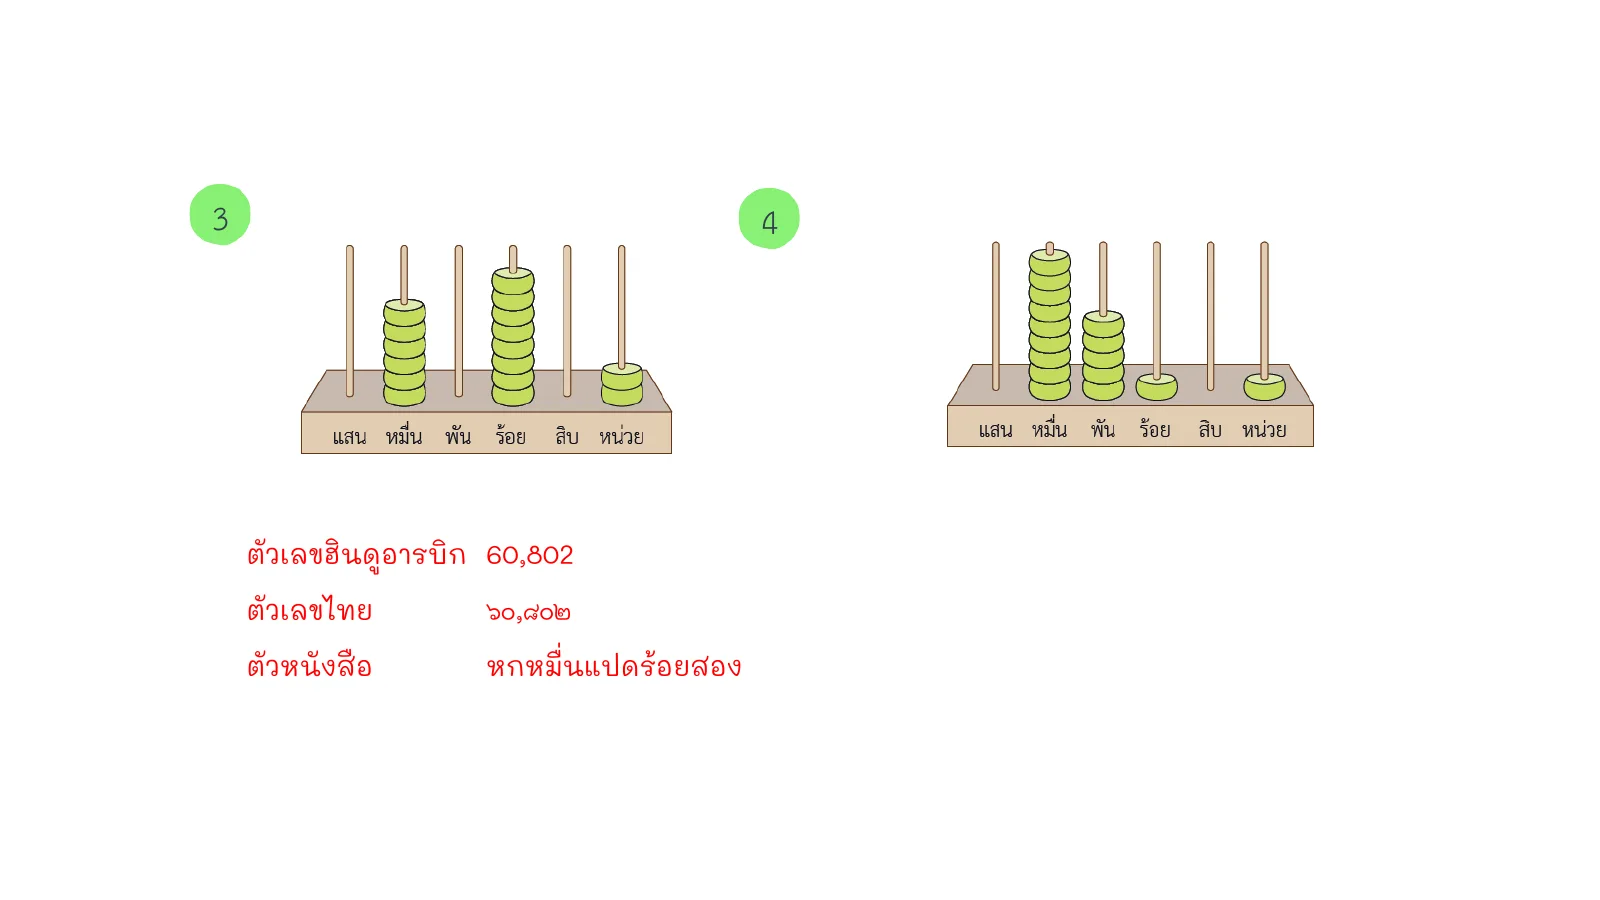 3
4
แสน หมื่น พัน ร้อย สิบ หน่วย
แสน หมื่น พัน ร้อย สิบ หน่วย
ตัวเลขฮินดูอารบิก 60,802
ตัวเลขไทย ๖๐,๘๐๒
ตัวหนังสือ หกหมื่นแปดร้อยสอง